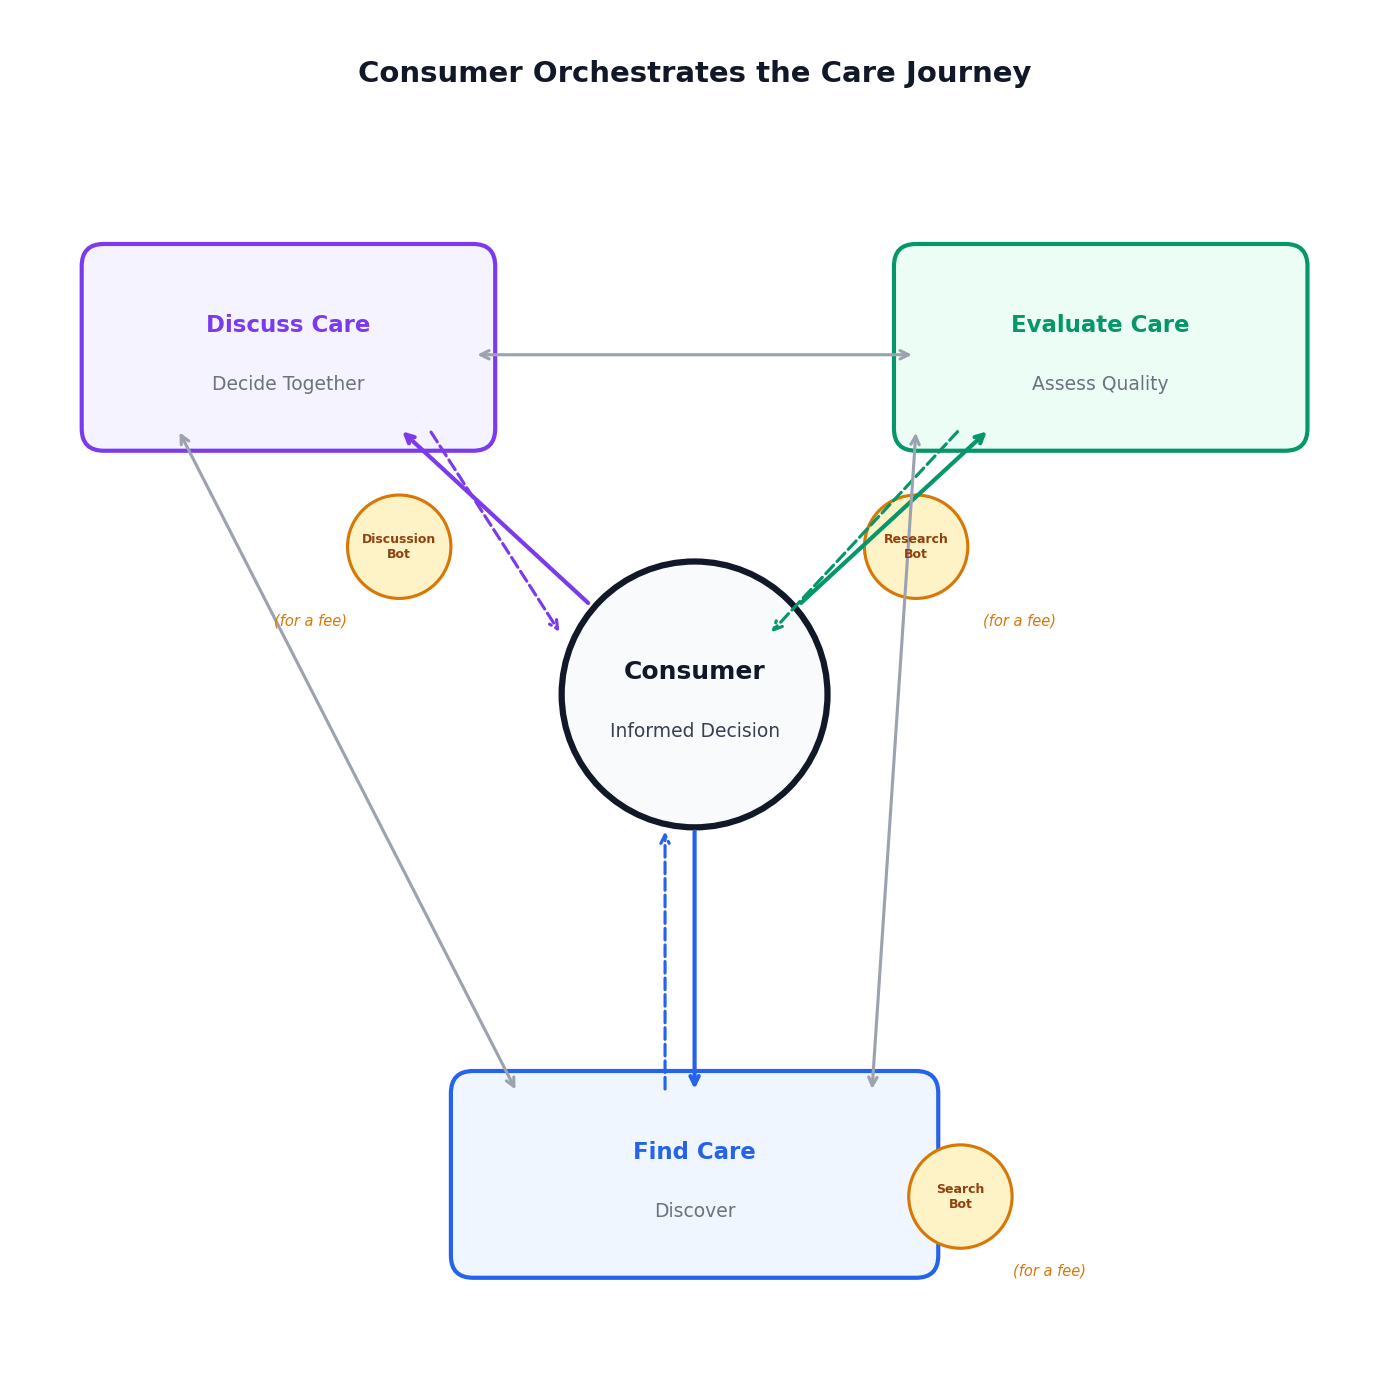 Consumer Orchestrates the Care Journey
Discuss Care
Decide Together
Evaluate Care
Assess Quality
Discussion
Bot
(for a fee)
Research
Bot
(for a fee)
Consumer
Informed Decision
Find Care
Discover
Search
Bot
(for a fee)